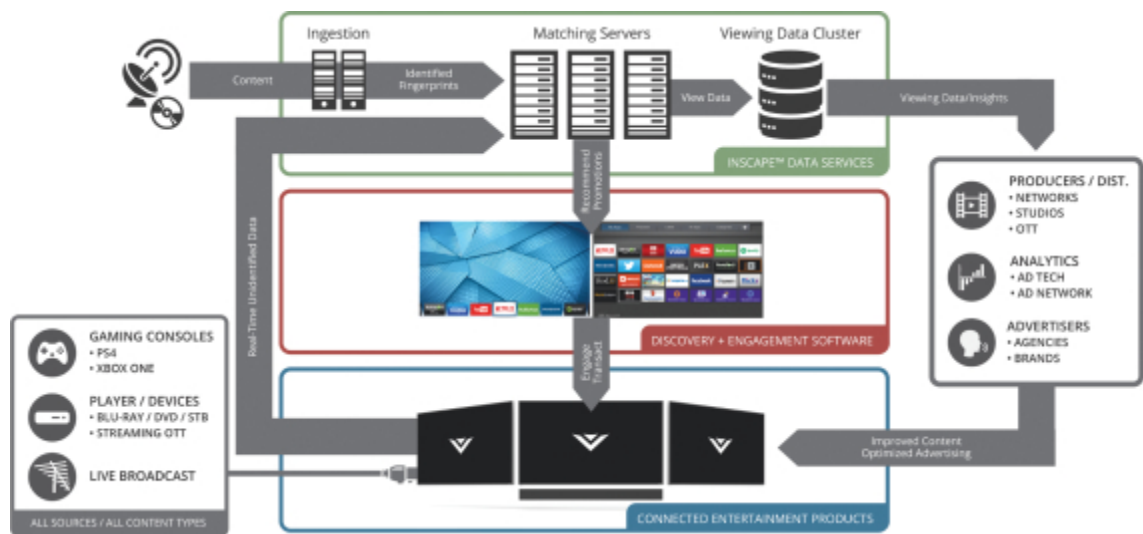 Ingestion
Matching Servers
Viewing Data Cluster
Content
Identified
Fingerprints
View Data
Viewing Data/Insights
INSCAPE™ DATA SERVICES
Recommend
Promotions
Real-Time Unidentified Data
DISCOVERY + ENGAGEMENT SOFTWARE
Engage
Transact
PRODUCERS / DIST.
• NETWORKS
• STUDIOS
• OTT
ANALYTICS
• AD TECH
• AD NETWORK
ADVERTISERS
• AGENCIES
• BRANDS
GAMING CONSOLES
• PS4
• XBOX ONE
PLAYER / DEVICES
• BLU-RAY / DVD / STB
• STREAMING OTT
LIVE BROADCAST
ALL SOURCES / ALL CONTENT TYPES
Improved Content
Optimized Advertising
CONNECTED ENTERTAINMENT PRODUCTS